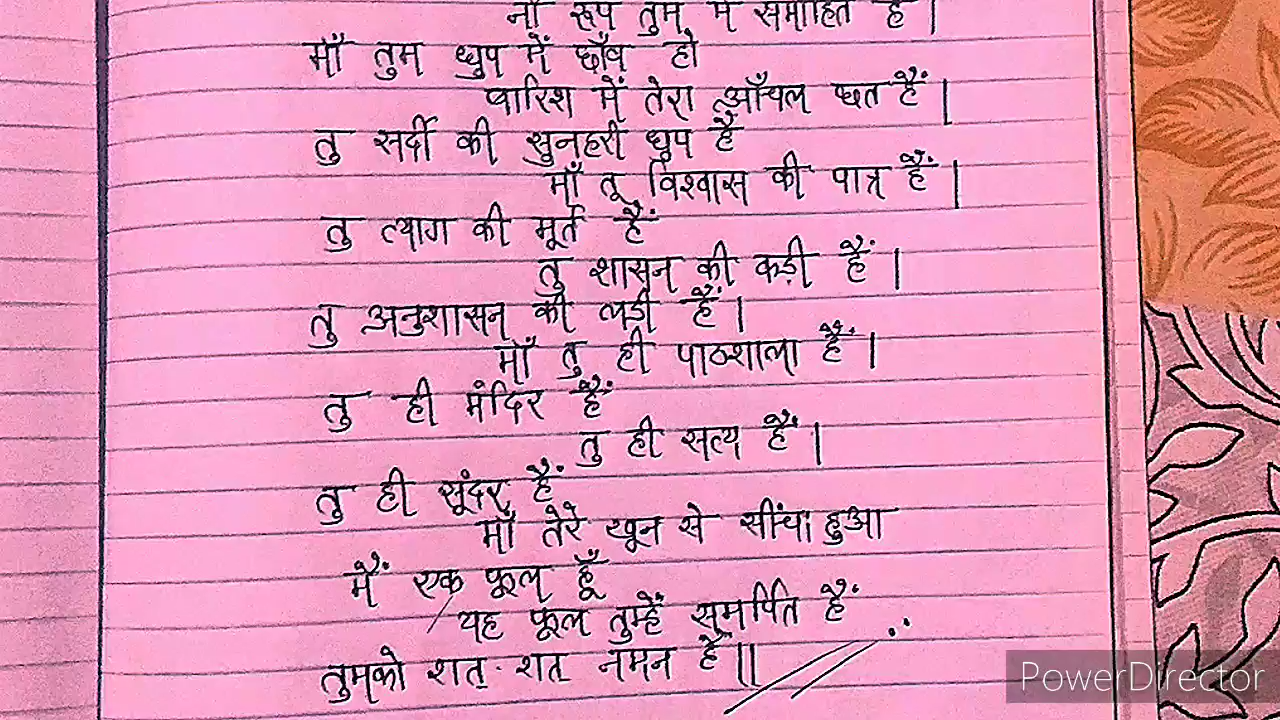 नौ रूप तुम में समाहित है |
माँ तुम धुप में छाँव हो
बारिश में तेरा आँचल छत हैं |
तु सर्दी की सुनहरी धुप हैं
माँ तू विश्वास की पात्र हैं |
तु त्याग की मूर्त हैं
तु शासन की कड़ी हैं |
तु अनुशासन की लड़ी हैं |
माँ तु ही पाठशाला हैं |
तु ही मंदिर हैं
तु ही सत्य हैं |
तु ही सूंदर हैं
माँ तेरे खून से सींचा हुआ
मैं एक फूल हूँ
यह फूल तुम्हें समर्पित हैं
तुमको शत्-शत् नमन है ||
PowerDirector